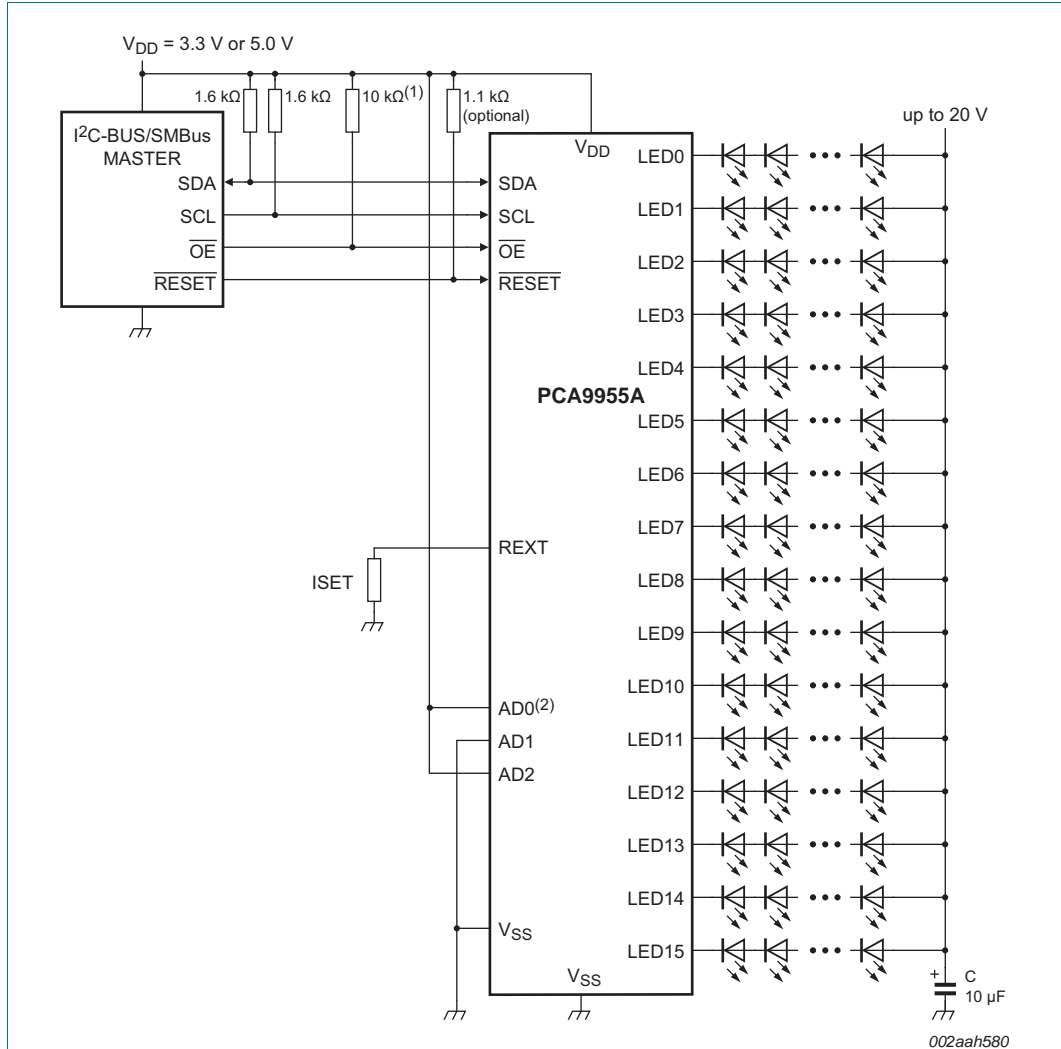 VDD = 3.3 V or 5.0 V
1.6 kΩ
1.6 kΩ
10 kΩ(1)
1.1 kΩ
(optional)
up to 20 V
I2C-BUS/SMBus
MASTER
SDA
SCL
OE
RESET
VDD
SDA
SCL
OE
RESET
PCA9955A
REXT
ISET
AD0(2)
AD1
AD2
VSS
VSS
LED0
LED1
LED2
LED3
LED4
LED5
LED6
LED7
LED8
LED9
LED10
LED11
LED12
LED13
LED14
LED15
+ C
10 μF
002aah580